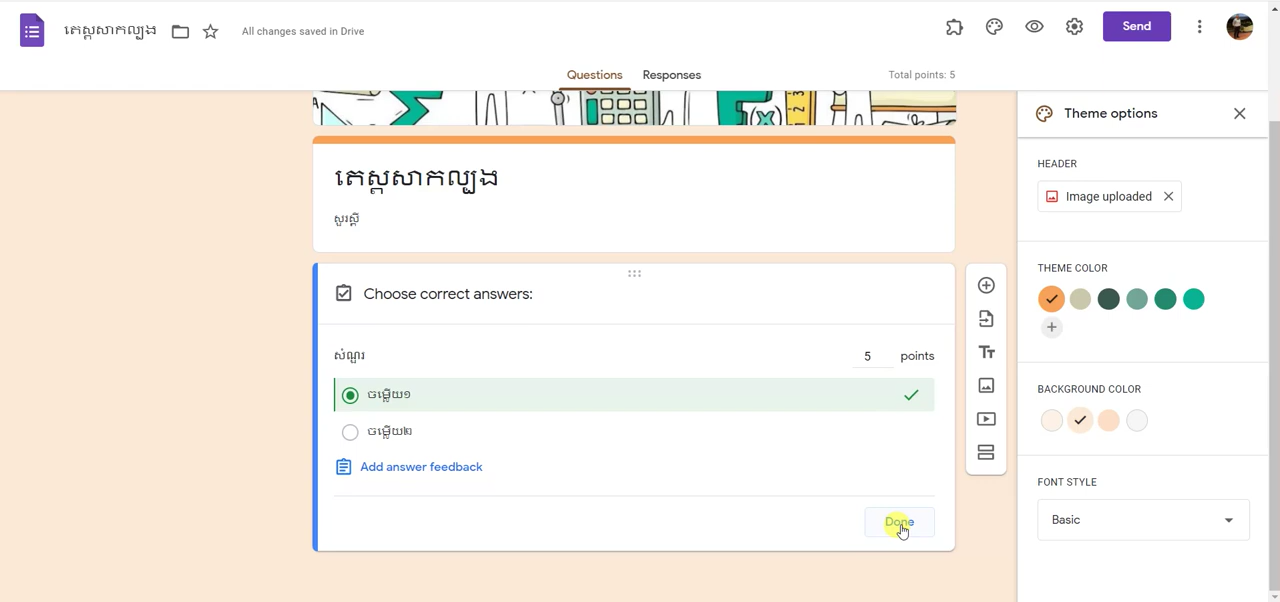 តេស្តសាកល្បង
All changes saved in Drive
Send
Questions
Responses
Total points: 5
F(x)
Theme options
HEADER
Image uploaded
តេស្តសាកល្បង
សួរស្តី
THEME COLOR
Choose correct answers:
សំណួរ
5 points
ចម្លើយ១
ចម្លើយ២
Add answer feedback
BACKGROUND COLOR
FONT STYLE
Basic
Done